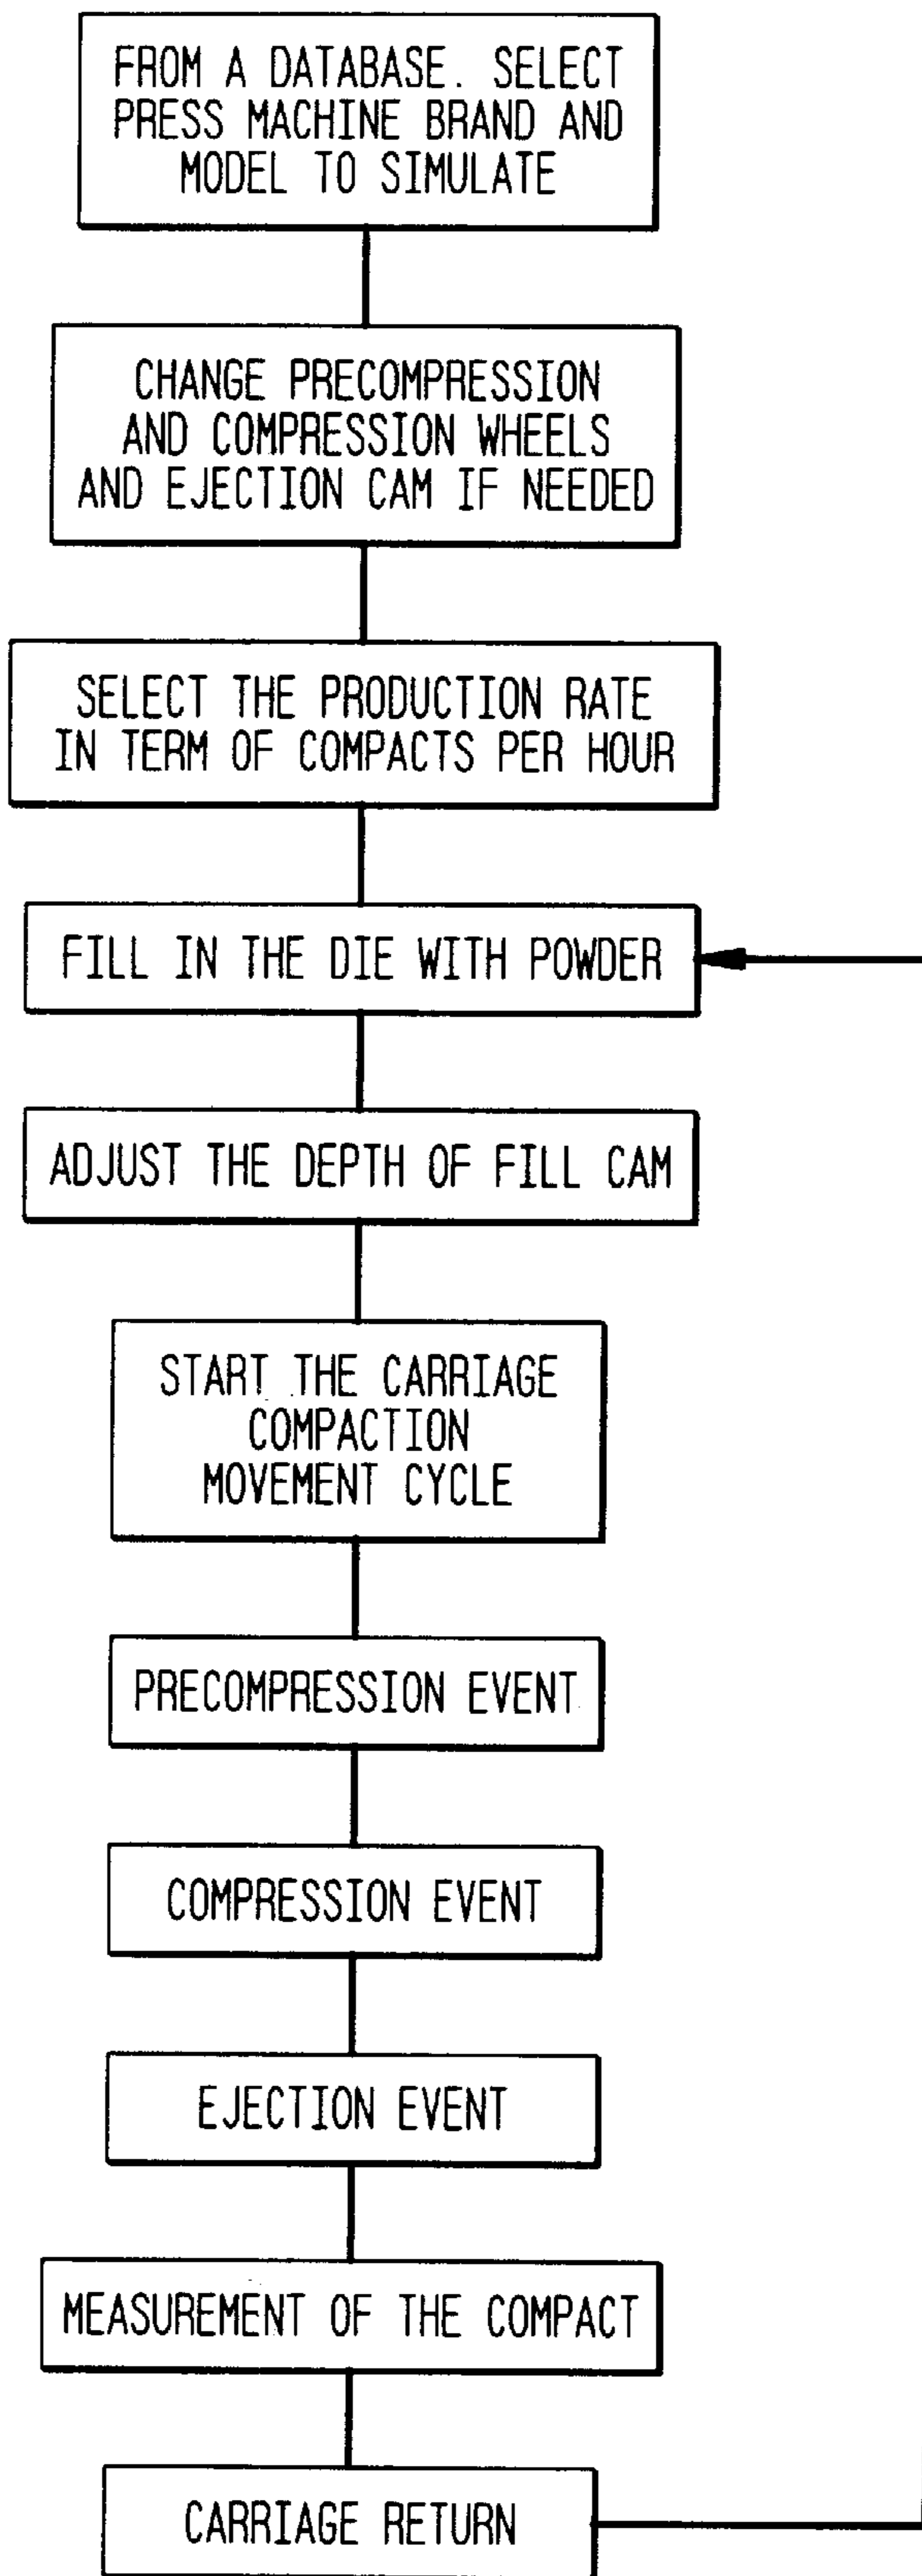 FROM A DATABASE. SELECT
PRESS MACHINE BRAND AND
MODEL TO SIMULATE
CHANGE PRECOMPRESSION
AND COMPRESSION WHEELS
AND EJECTION CAM IF NEEDED
SELECT THE PRODUCTION RATE
IN TERM OF COMPACTS PER HOUR
FILL IN THE DIE WITH POWDER
ADJUST THE DEPTH OF FILL CAM
START THE CARRIAGE
COMPACTION
MOVEMENT CYCLE
PRECOMPRESSION EVENT
COMPRESSION EVENT
EJECTION EVENT
MEASUREMENT OF THE COMPACT
CARRIAGE RETURN